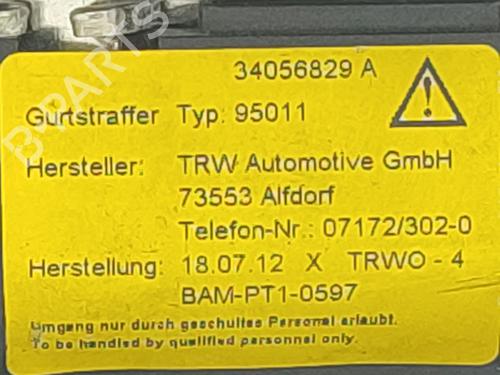 34056829 A
Gurtstraffer Typ: 95011
Hersteller: TRW Automotive GmbH
73553 Alfdorf
Telefon-Nr.: 07172/302-0
Herstellung: 18.07.12 X TRWO - 4
BAM-PT1-0597
Umgang nur durch geschultes Personal erlaubt.
To be handled by qualified personnel only.
B-PARTS